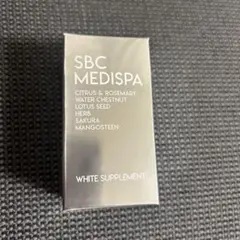 SBC
MEDISPA
CITRUS & ROSEMARY
WATER CHESTNUT
LOTUS SEED
HERB
SAKURA
MANGOSTEEN
WHITE SUPPLEMENT